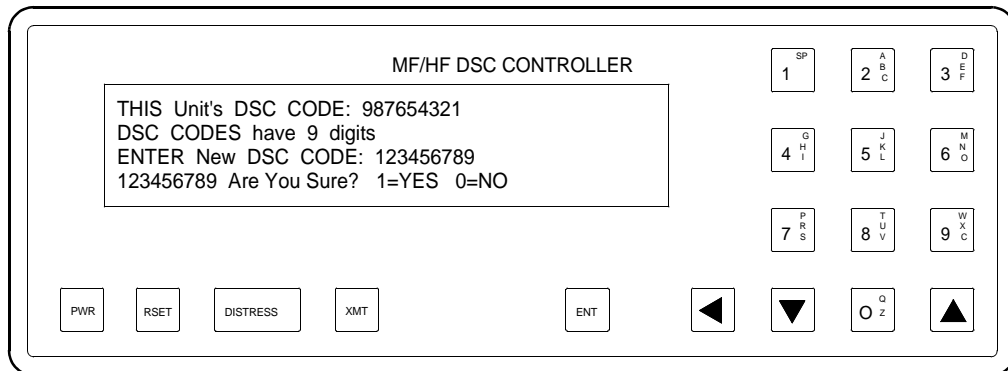 MF/HF DSC CONTROLLER
THIS Unit's DSC CODE: 987654321
DSC CODES have 9 digits
ENTER New DSC CODE: 123456789
123456789 Are You Sure? 1=YES 0=NO
1 SP
2 A B C
3 D E F
4 G H I
5 J K L
6 M N O
7 P R S
8 T U V
9 W X C
PWR
RSET
DISTRESS
XMT
ENT
O Q Z